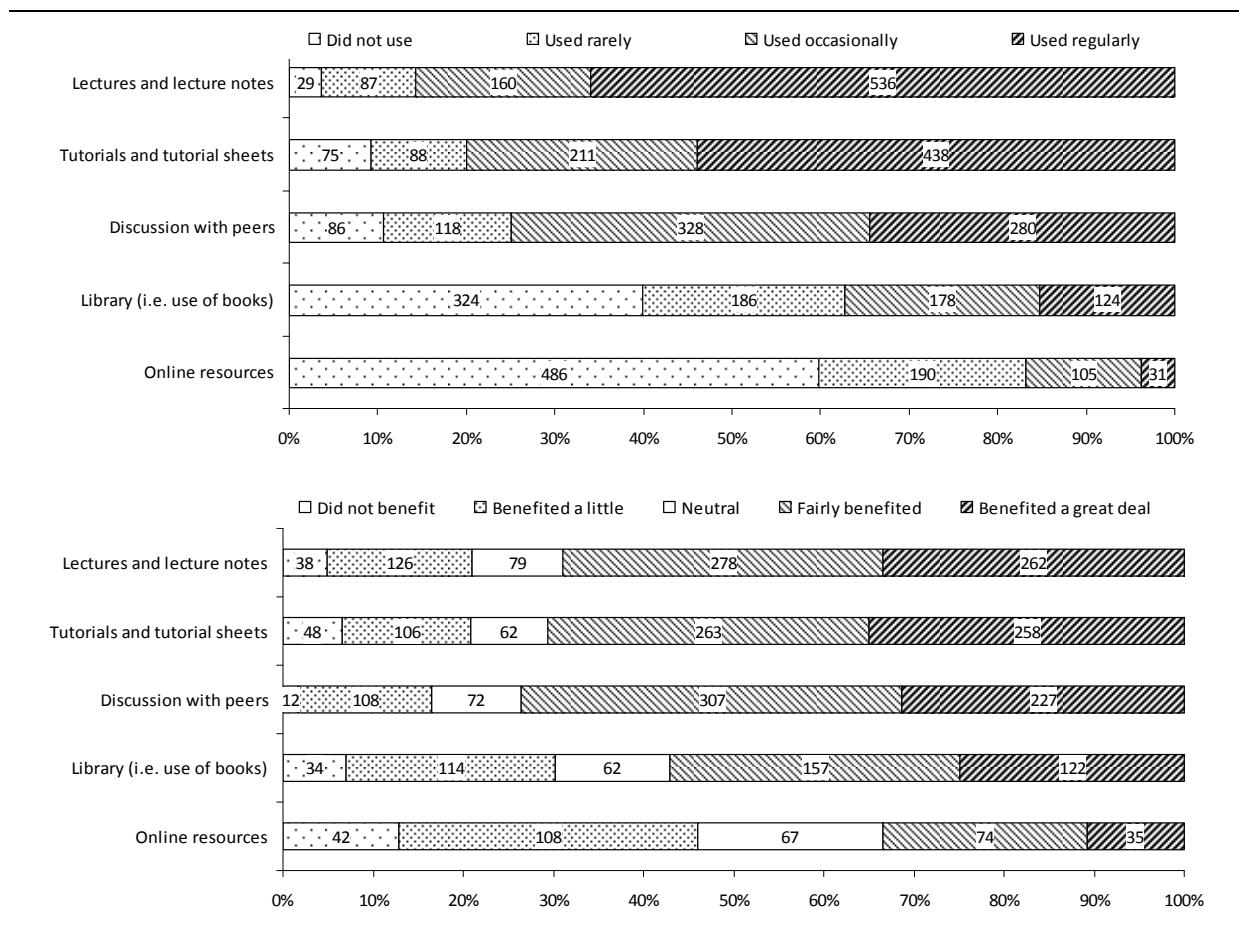 Did not use Used rarely Used occasionally Used regularly
Lectures and lecture notes 29 87 160 536
Tutorials and tutorial sheets 75 88 211 438
Discussion with peers 86 118 328 280
Library (i.e. use of books) 324 186 178 124
Online resources 486 190 105 31
0% 10% 20% 30% 40% 50% 60% 70% 80% 90% 100%
Did not benefit Benefited a little Neutral Fairly benefited Benefited a great deal
Lectures and lecture notes 38 126 79 278 262
Tutorials and tutorial sheets 48 106 62 263 258
Discussion with peers 12 108 72 307 227
Library (i.e. use of books) 34 114 62 157 122
Online resources 42 108 67 74 35
0% 10% 20% 30% 40% 50% 60% 70% 80% 90% 100%